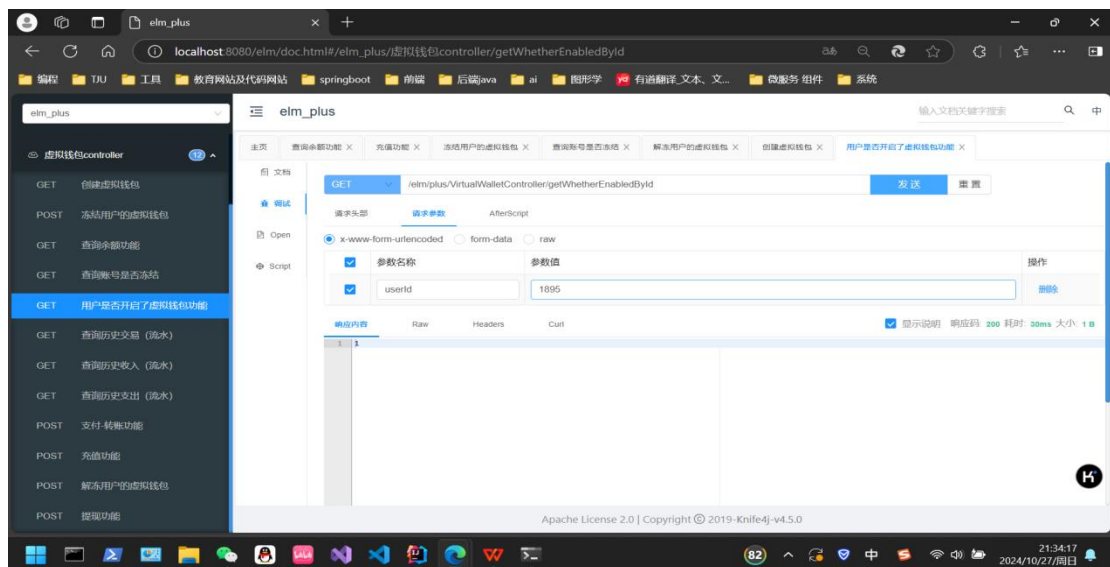 elm_plus
localhost:8080/elm/doc.html#/elm_plus/虚拟钱包controller/getWhetherEnabledById
编程 TJU 工具 教育网站及代码网站 springboot 前端 后端java ai 图形学 有道翻译_文本、文... 微服务 组件 系统
elm_plus
elm_plus
输入文档关键字搜索
中
虚拟钱包controller 12
主页 查询余额功能 充值功能 冻结用户的虚拟钱包 查询账号是否冻结 解冻用户的虚拟钱包 创建虚拟钱包 用户是否开启了虚拟钱包功能
GET 创建虚拟钱包
POST 冻结用户的虚拟钱包
GET 查询余额功能
GET 查询账号是否冻结
GET 用户是否开启了虚拟钱包功能
GET 查询历史交易（流水）
GET 查询历史收入（流水）
GET 查询历史支出（流水）
POST 支付-转账功能
POST 充值功能
POST 解冻用户的虚拟钱包
POST 提现功能
文档
调试
Open
Script
GET /elm/plus/VirtualWalletController/getWhetherEnabledById 发送 重置
请求头部 请求参数 AfterScript
x-www-form-urlencoded form-data raw
参数名称 参数值 操作
userId 1895 删除
响应内容 Raw Headers Curl 显示说明 响应码: 200 耗时: 30ms 大小: 1 B
1 1
Apache License 2.0 | Copyright © 2019-Knife4j-v4.5.0
82 中 21:34:17
2024/10/27/周日